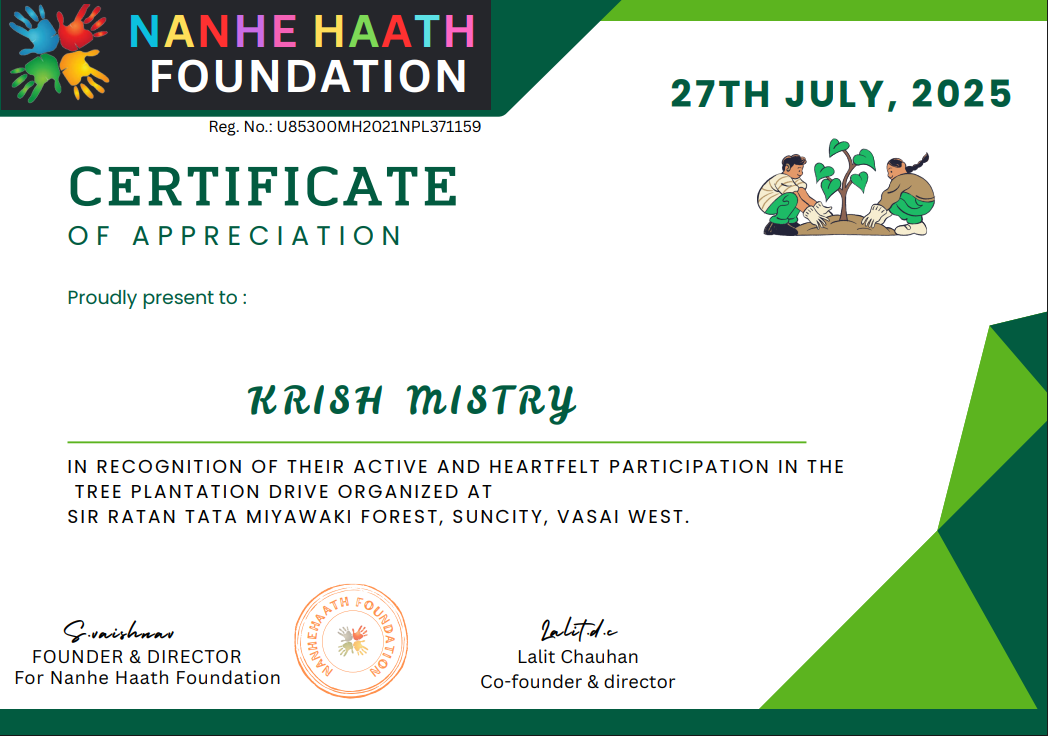 NANHE HAATH
FOUNDATION
Reg. No.: U85300MH2021NPL371159
27TH JULY, 2025
CERTIFICATE
OF APPRECIATION
Proudly present to :
KRISH MISTRY
IN RECOGNITION OF THEIR ACTIVE AND HEARTFELT PARTICIPATION IN THE
TREE PLANTATION DRIVE ORGANIZED AT
SIR RATAN TATA MIYAWAKI FOREST, SUNCITY, VASAI WEST.
S.vaishnav
FOUNDER & DIRECTOR
For Nanhe Haath Foundation
NANHEHAATH FOUNDATION
Lalit.d.c
Lalit Chauhan
Co-founder & director